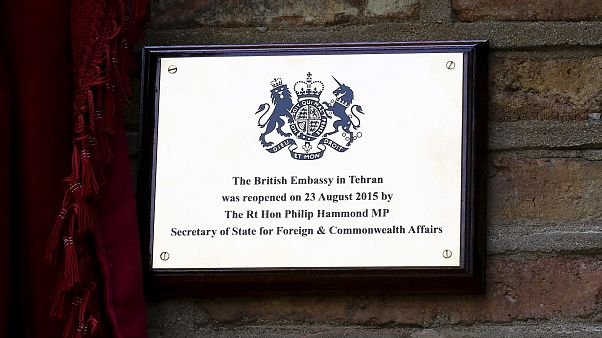 DIEU ET MON DROIT
The British Embassy in Tehran
was reopened on 23 August 2015 by
The Rt Hon Philip Hammond MP
Secretary of State for Foreign & Commonwealth Affairs